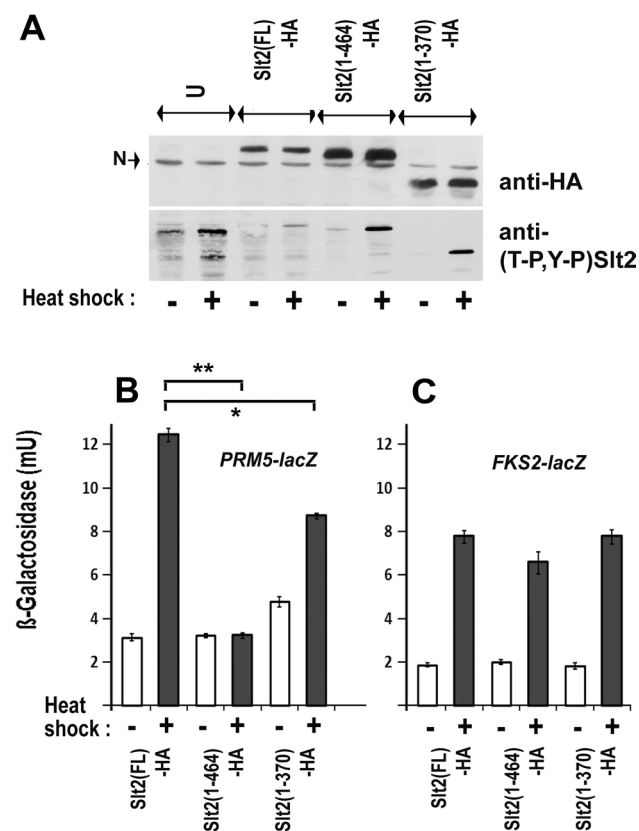 A
U
Slt2(FL)
-HA
Slt2(1-464)
-HA
Slt2(1-370)
-HA
N
anti-HA
anti-
(T-P,Y-P)Slt2
Heat shock : - + - + - + - +
B
**
*
PRM5-lacZ
ß-Galactosidase (mU)
12
10
8
6
4
2
Heat
shock : - + - + - +
Slt2(FL)
-HA
Slt2(1-464)
-HA
Slt2(1-370)
-HA
C
FKS2-lacZ
12
10
8
6
4
2
- + - + - +
Slt2(FL)
-HA
Slt2(1-464)
-HA
Slt2(1-370)
-HA